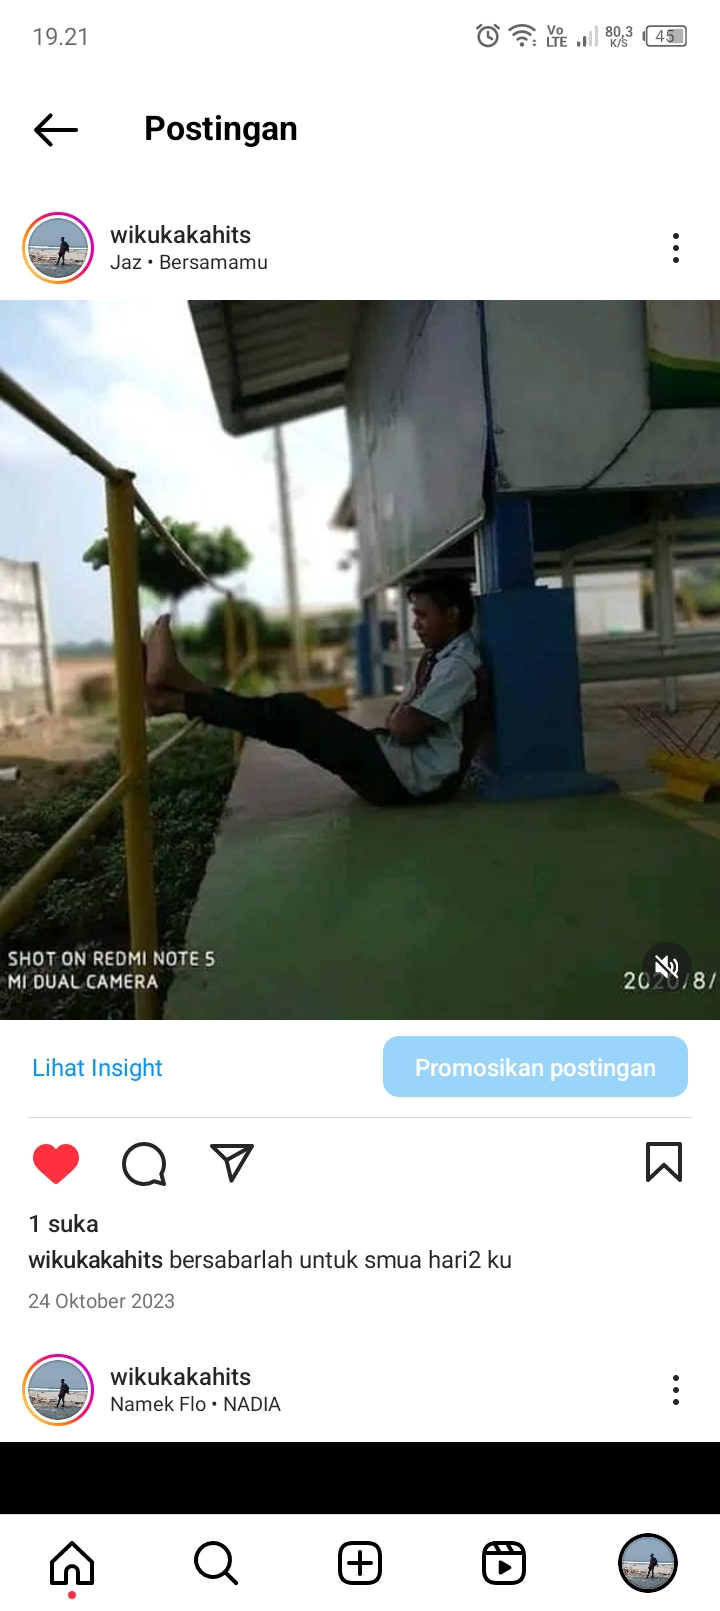 19.21
Vo
LTE
80,3
K/S
45
Postingan
wikukakahits
Jaz • Bersamamu
SHOT ON REDMI NOTE 5
MI DUAL CAMERA
2020/8/
Lihat Insight
Promosikan postingan
1 suka
wikukakahits bersabarlah untuk smua hari2 ku
24 Oktober 2023
wikukakahits
Namek Flo • NADIA